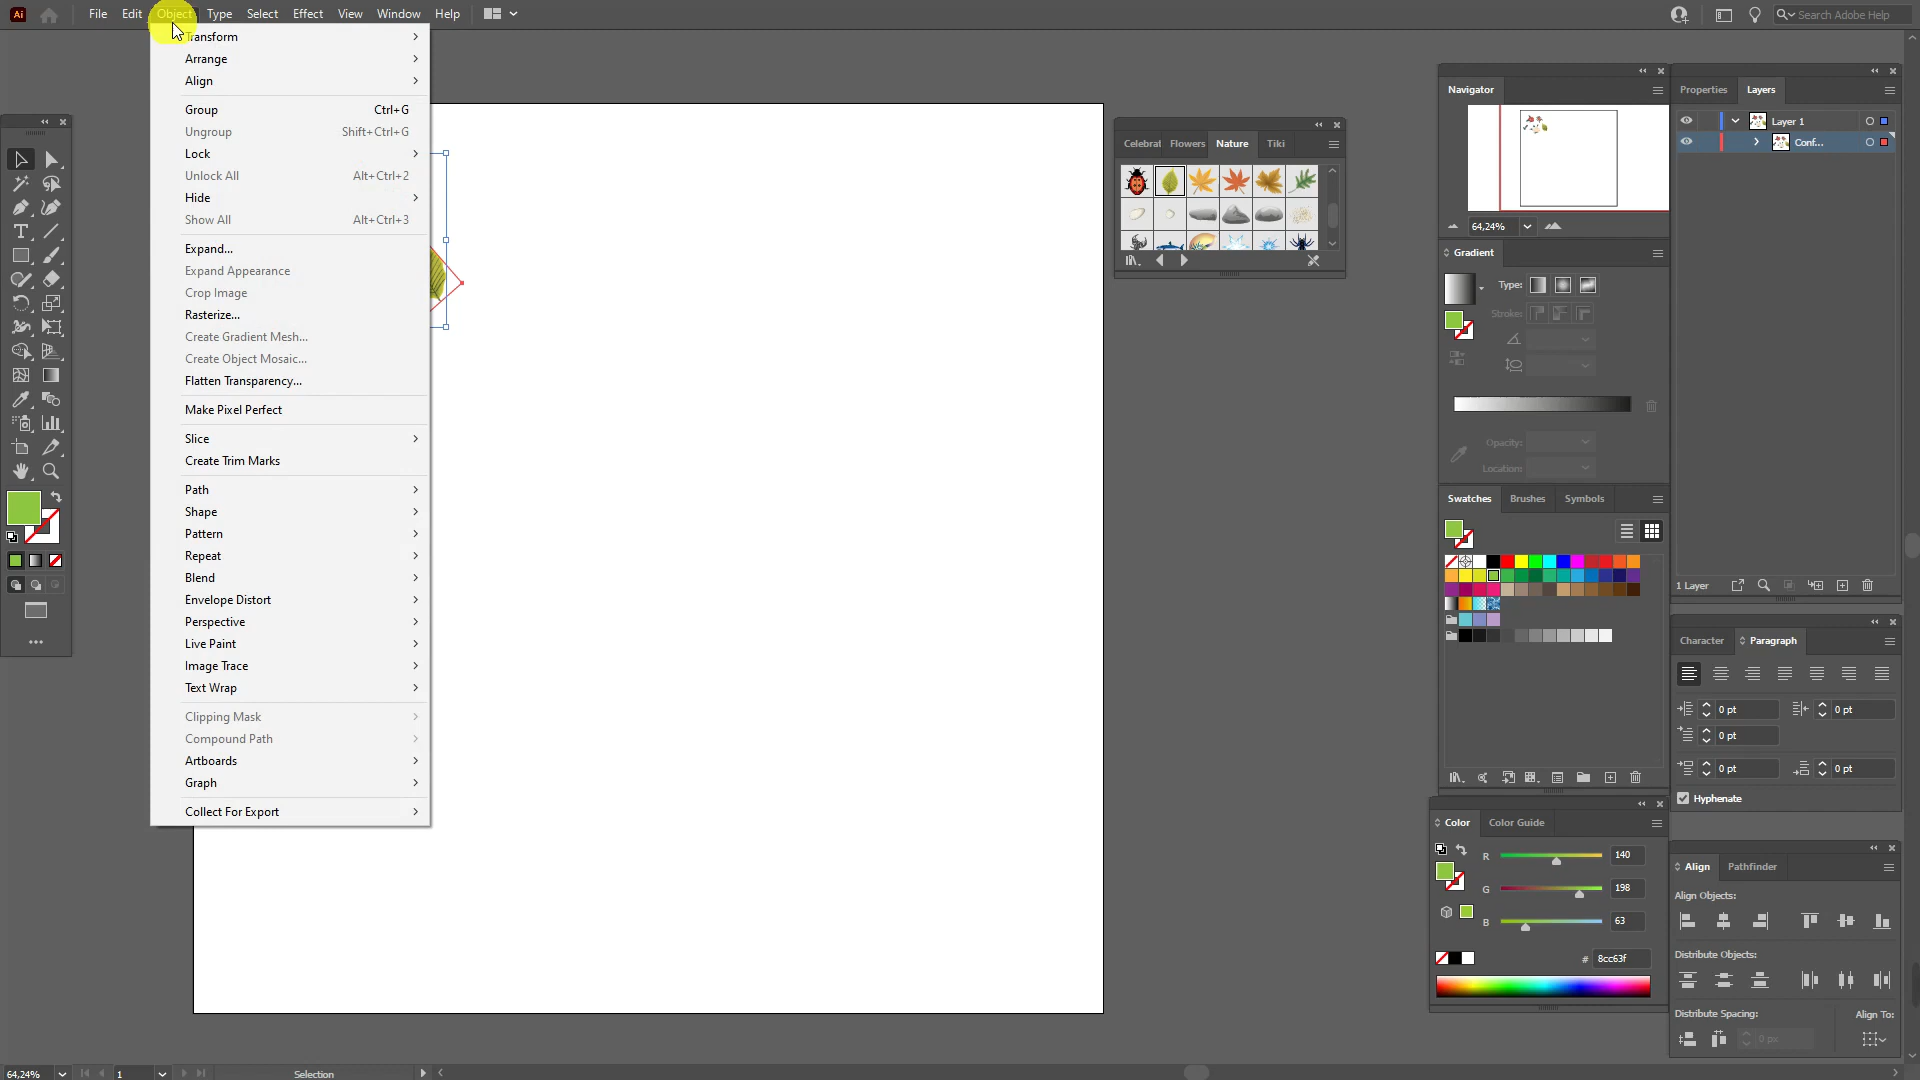 Ai
File
Edit
Object
Type
Select
Effect
View
Window
Help
Search Adobe Help
Transform
Arrange
Align
Group Ctrl+G
Ungroup Shift+Ctrl+G
Lock
Unlock All Alt+Ctrl+2
Hide
Show All Alt+Ctrl+3
Expand...
Expand Appearance
Crop Image
Rasterize...
Create Gradient Mesh...
Create Object Mosaic...
Flatten Transparency...
Make Pixel Perfect
Slice
Create Trim Marks
Path
Shape
Pattern
Repeat
Blend
Envelope Distort
Perspective
Live Paint
Image Trace
Text Wrap
Clipping Mask
Compound Path
Artboards
Graph
Collect For Export
Celebrat
Flowers
Nature
Tiki
Navigator
64,24%
Gradient
Type:
Stroke:
Opacity:
Location:
Swatches
Brushes
Symbols
Color
Color Guide
R 140
G 198
B 63
# 8cc63f
Properties
Layers
Layer 1
Conf...
1 Layer
Character
Paragraph
0 pt
0 pt
0 pt
0 pt
0 pt
Hyphenate
Align
Pathfinder
Align Objects:
Distribute Objects:
Distribute Spacing:
Align To:
0 px
64,24%
1
Selection